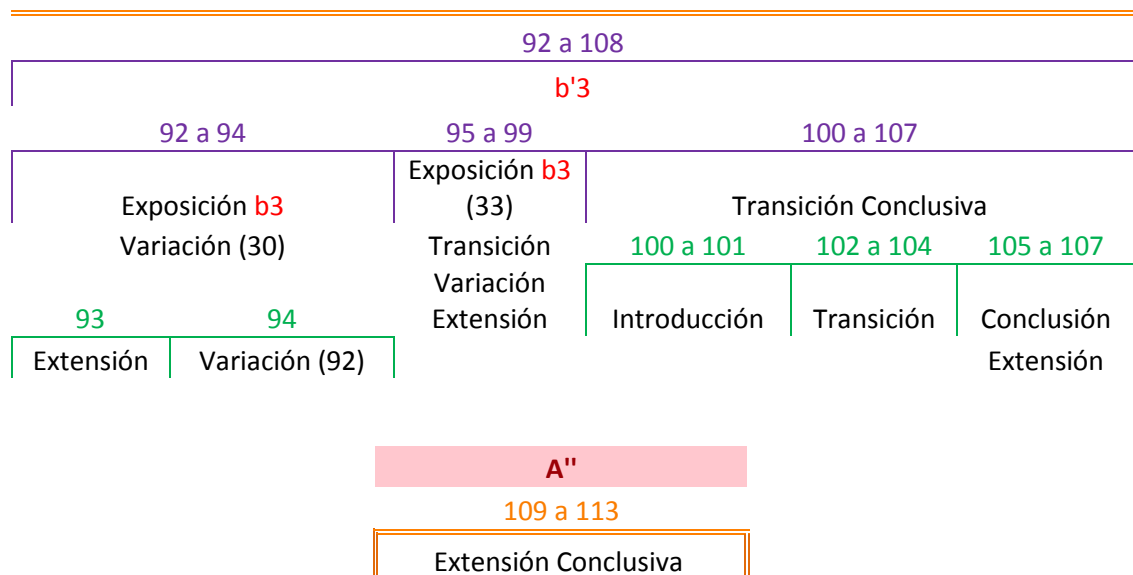 92 a 108
b'3
92 a 94 95 a 99 100 a 107
Exposición b3
Exposición b3 (33) Transición Conclusiva
Variación (30) Transición 100 a 101 102 a 104 105 a 107
Variación
93 94 Extensión Introducción Transición Conclusión
Extensión Variación (92) Extensión
A''
109 a 113
Extensión Conclusiva